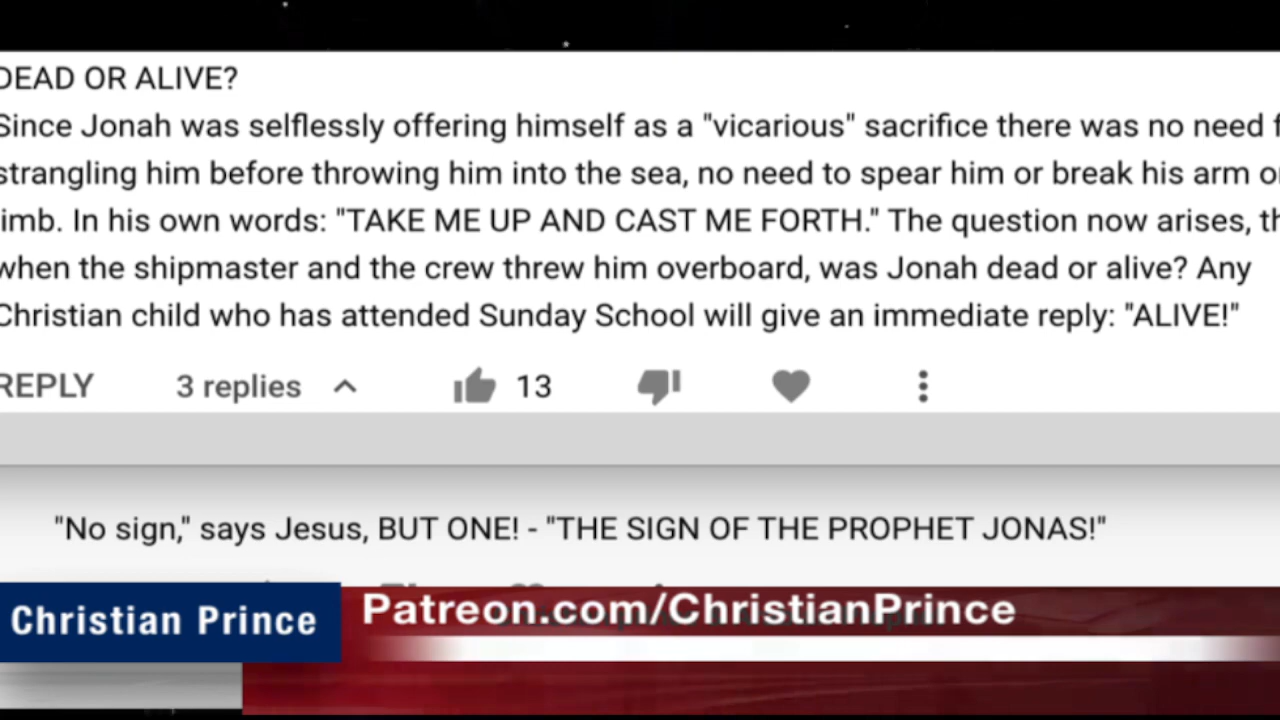 DEAD OR ALIVE?
Since Jonah was selflessly offering himself as a "vicarious" sacrifice there was no need f
strangling him before throwing him into the sea, no need to spear him or break his arm or
limb. In his own words: "TAKE ME UP AND CAST ME FORTH." The question now arises, th
when the shipmaster and the crew threw him overboard, was Jonah dead or alive? Any
Christian child who has attended Sunday School will give an immediate reply: "ALIVE!"
REPLY 3 replies 13
"No sign," says Jesus, BUT ONE! - "THE SIGN OF THE PROPHET JONAS!"
Christian Prince
Patreon.com/ChristianPrince